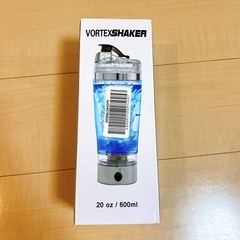 VORTEXSHAKER
20 oz / 600ml